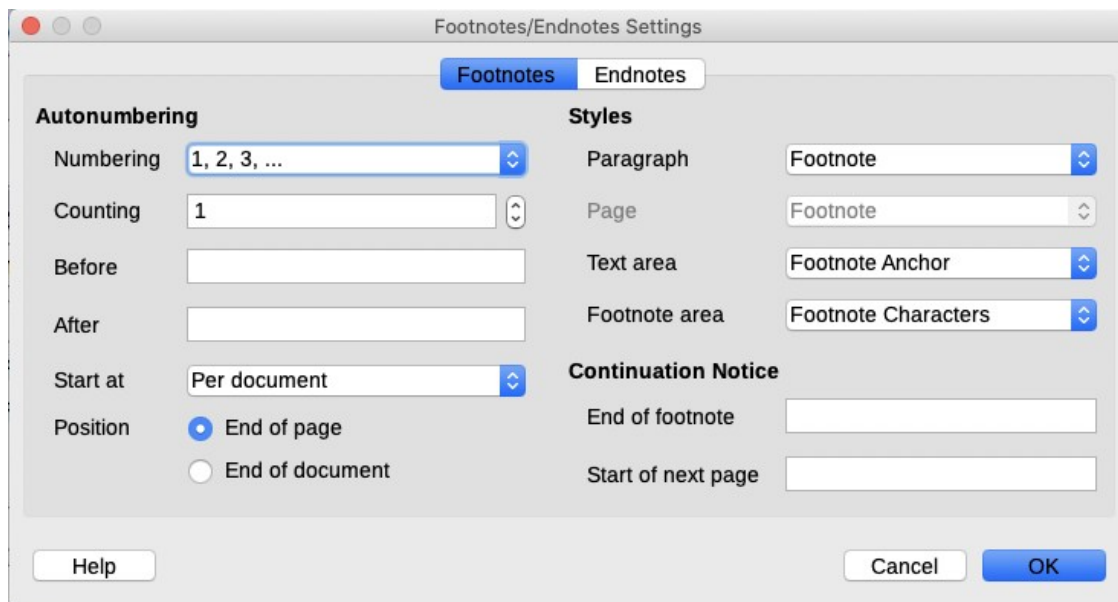 Footnotes/Endnotes Settings
Footnotes Endnotes
Autonumbering
Numbering 1, 2, 3, ...
Counting 1
Before
After
Start at Per document
Position End of page
End of document
Styles
Paragraph Footnote
Page Footnote
Text area Footnote Anchor
Footnote area Footnote Characters
Continuation Notice
End of footnote
Start of next page
Help Cancel OK